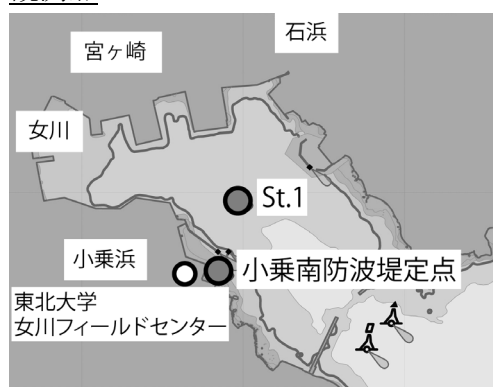 石浜
宮ヶ崎
女川
St.1
小乗浜
小乗南防波堤定点
東北大学
女川フィールドセンター